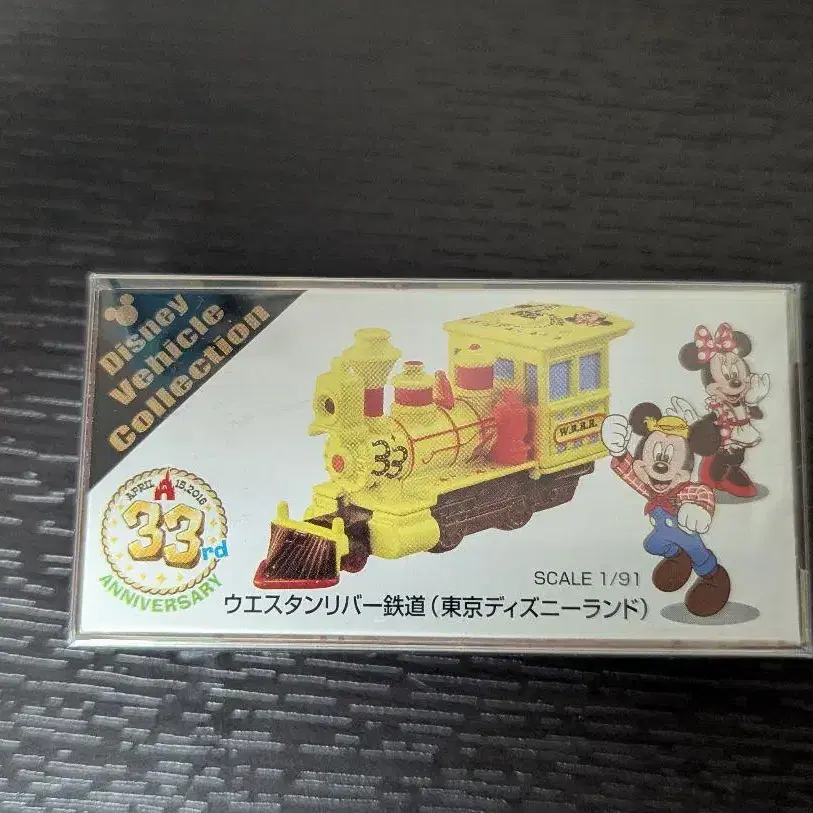 Disney
Vehicle
Collection
33
W.R.R.R.
APRIL 15,2016
33rd
ANNIVERSARY
SCALE 1/91
ウエスタンリバー鉄道(東京ディズニーランド)